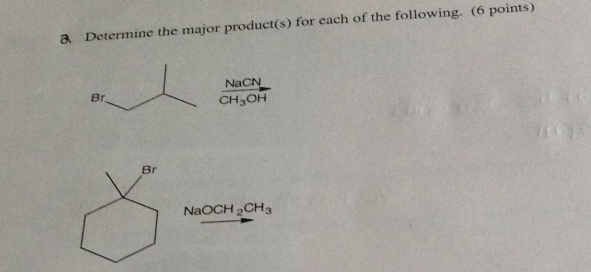 a. Determine the major product(s) for each of the following. (6 points)
Br
NaCN
CH3OH
Br
NaOCH2CH3